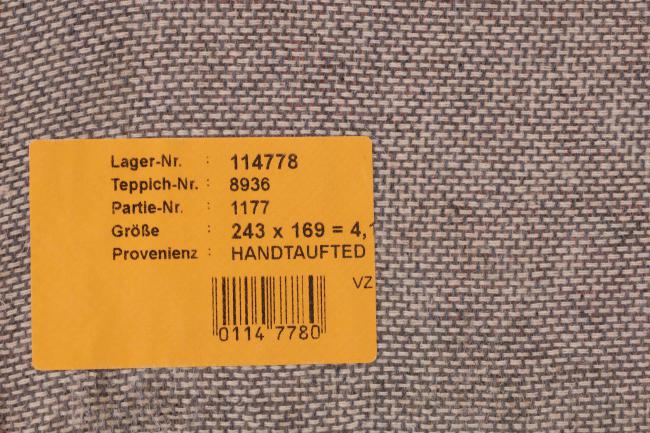 Lager-Nr. : 114778
Teppich-Nr. : 8936
Partie-Nr. : 1177
Größe : 243 x 169 = 4,
Provenienz : HANDTAUFTED
VZ
0114 7780